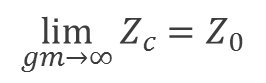 lim Z_c = Z_0
gm→∞